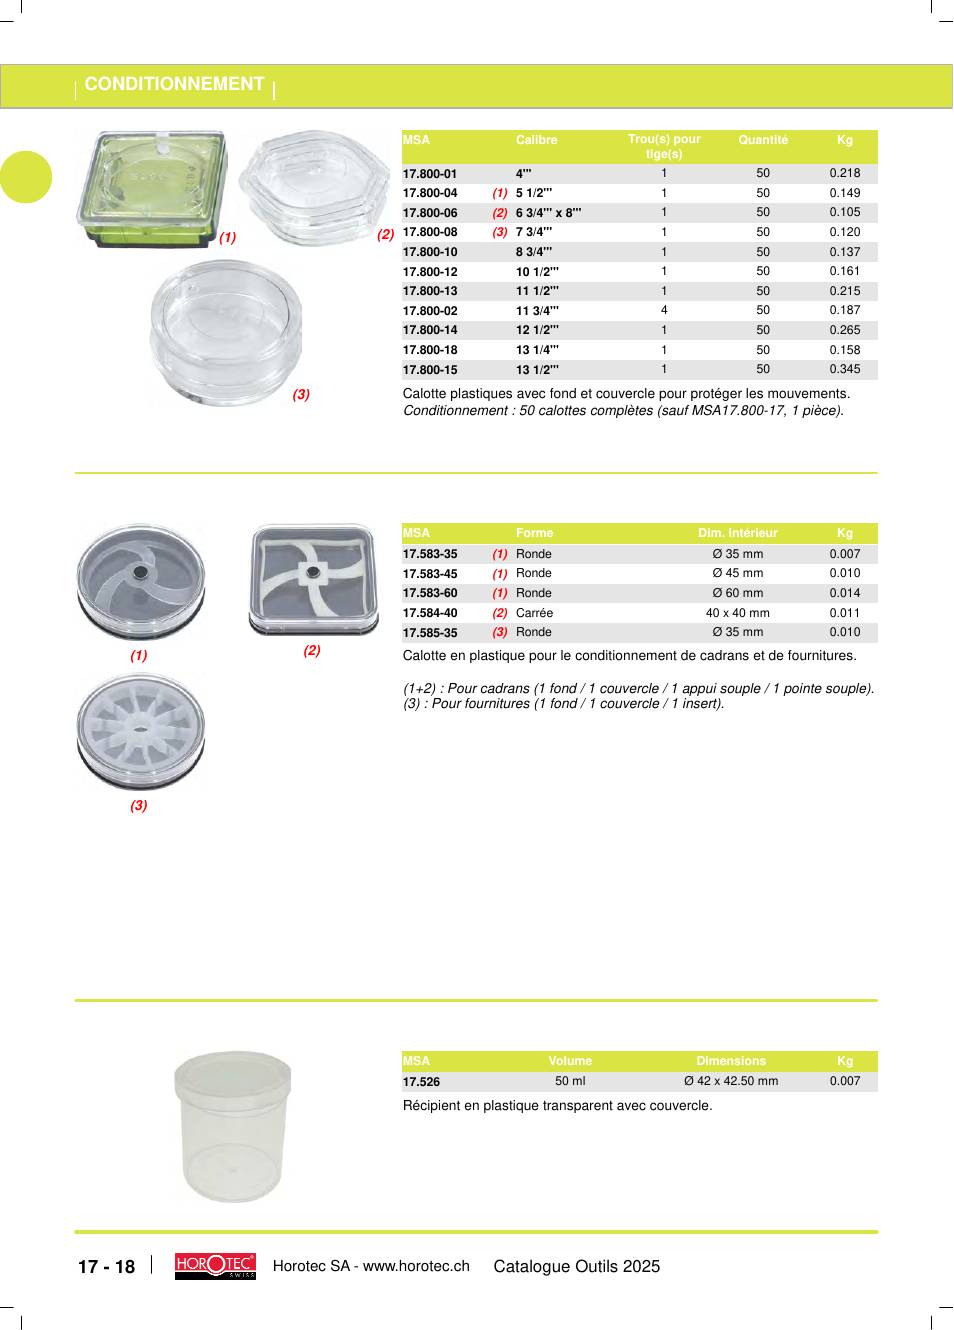 CONDITIONNEMENT
(1)
(2)
(3)
MSA Calibre Trou(s) pour tige(s) Quantité Kg
17.800-01 4''' 1 50 0.218
17.800-04 (1) 5 1/2''' 1 50 0.149
17.800-06 (2) 6 3/4''' x 8''' 1 50 0.105
17.800-08 (3) 7 3/4''' 1 50 0.120
17.800-10 8 3/4''' 1 50 0.137
17.800-12 10 1/2''' 1 50 0.161
17.800-13 11 1/2''' 1 50 0.215
17.800-02 11 3/4''' 4 50 0.187
17.800-14 12 1/2''' 1 50 0.265
17.800-18 13 1/4''' 1 50 0.158
17.800-15 13 1/2''' 1 50 0.345
Calotte plastiques avec fond et couvercle pour protéger les mouvements.
Conditionnement : 50 calottes complètes (sauf MSA17.800-17, 1 pièce).
(1)
(2)
(3)
MSA Forme Dim. intérieur Kg
17.583-35 (1) Ronde Ø 35 mm 0.007
17.583-45 (1) Ronde Ø 45 mm 0.010
17.583-60 (1) Ronde Ø 60 mm 0.014
17.584-40 (2) Carrée 40 x 40 mm 0.011
17.585-35 (3) Ronde Ø 35 mm 0.010
Calotte en plastique pour le conditionnement de cadrans et de fournitures.
(1+2) : Pour cadrans (1 fond / 1 couvercle / 1 appui souple / 1 pointe souple).
(3) : Pour fournitures (1 fond / 1 couvercle / 1 insert).
MSA Volume Dimensions Kg
17.526 50 ml Ø 42 x 42.50 mm 0.007
Récipient en plastique transparent avec couvercle.
17 - 18
HOROTEC®
SWISS
Horotec SA - www.horotec.ch
Catalogue Outils 2025